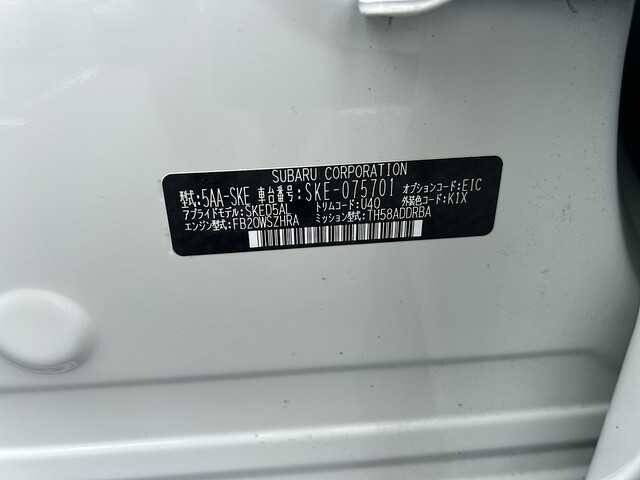 SUBARU CORPORATION
型式:5AA-SKE 車台番号:SKE-075701 オプションコード:EIC
アプライドモデル:SKED5AL トリムコード:U40 外装色コード:K1X
エンジン型式:FB20WSZHRA ミッション型式:TH58ADDRBA